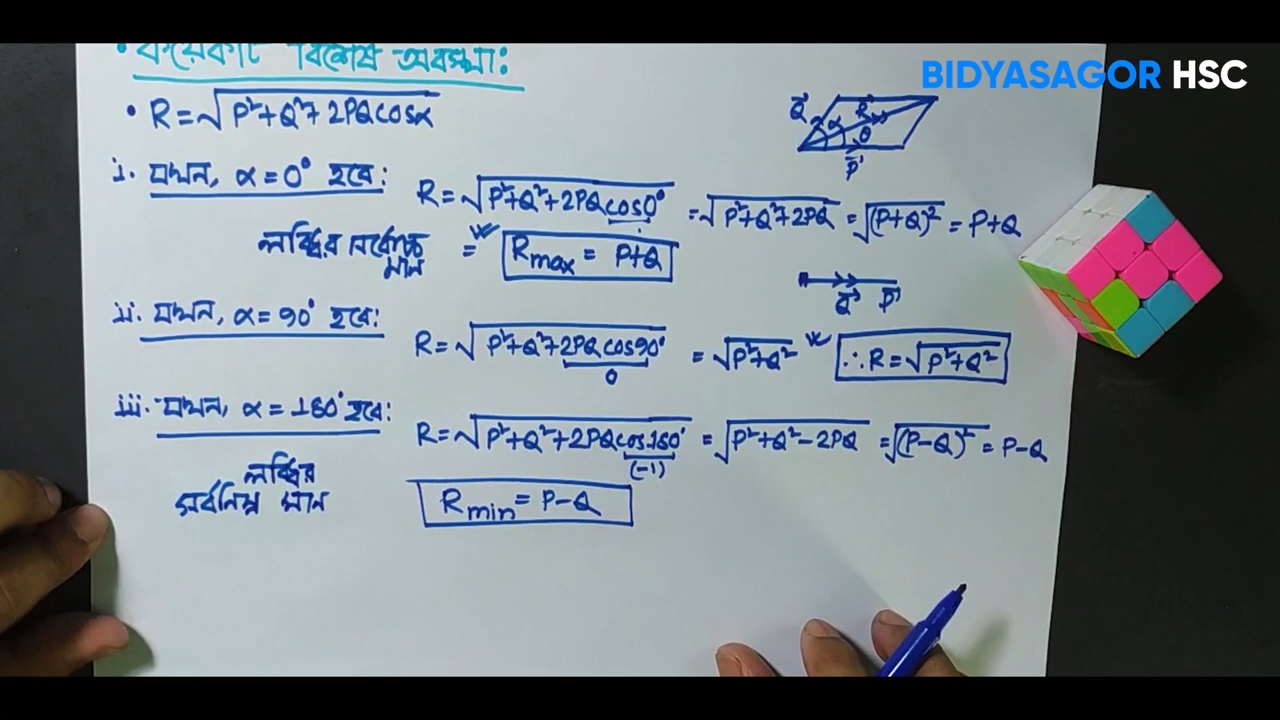 BIDYASAGOR HSC
• কয়েকটি বিশেষ অবস্থা:
• R = √P²+Q²+2PQcosα
Q⃗ R⃗ α θ P⃗
i. যখন, α = 0° হবে: R = √P²+Q²+2PQcos0° = √P²+Q²+2PQ = √(P+Q)² = P+Q
লব্ধির সর্বোচ্চ মান = Rmax = P+Q
Q⃗ P⃗
ii. যখন, α = 90° হবে: R = √P²+Q²+2PQcos90° = √P²+Q² ∴ R = √P²+Q²
0
iii. যখন, α = 180° হবে: R = √P²+Q²+2PQcos180° = √P²+Q²-2PQ = √(P-Q)² = P-Q
(-1)
লব্ধির
সর্বনিম্ন মান Rmin = P-Q